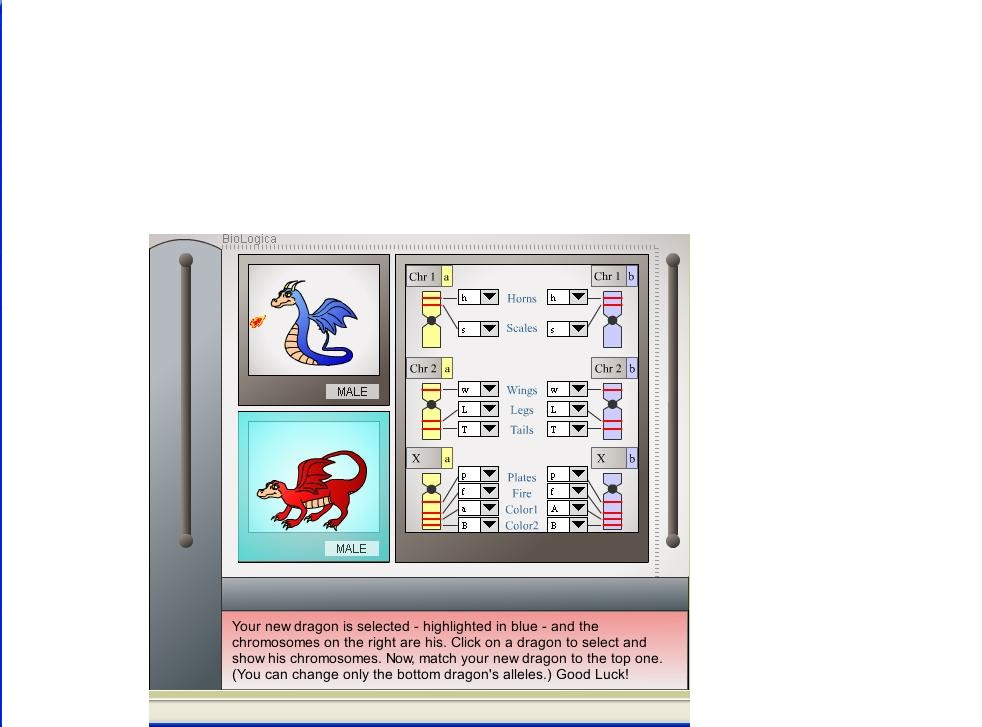 BioLogica
Chr 1 a Chr 1 b
h Horns h
s Scales s
MALE
Chr 2 a Chr 2 b
w Wings w
L Legs L
T Tails T
X a X b
P Plates P
f Fire f
a Color1 A
B Color2 B
MALE
Your new dragon is selected - highlighted in blue - and the
chromosomes on the right are his. Click on a dragon to select and
show his chromosomes. Now, match your new dragon to the top one.
(You can change only the bottom dragon's alleles.) Good Luck!